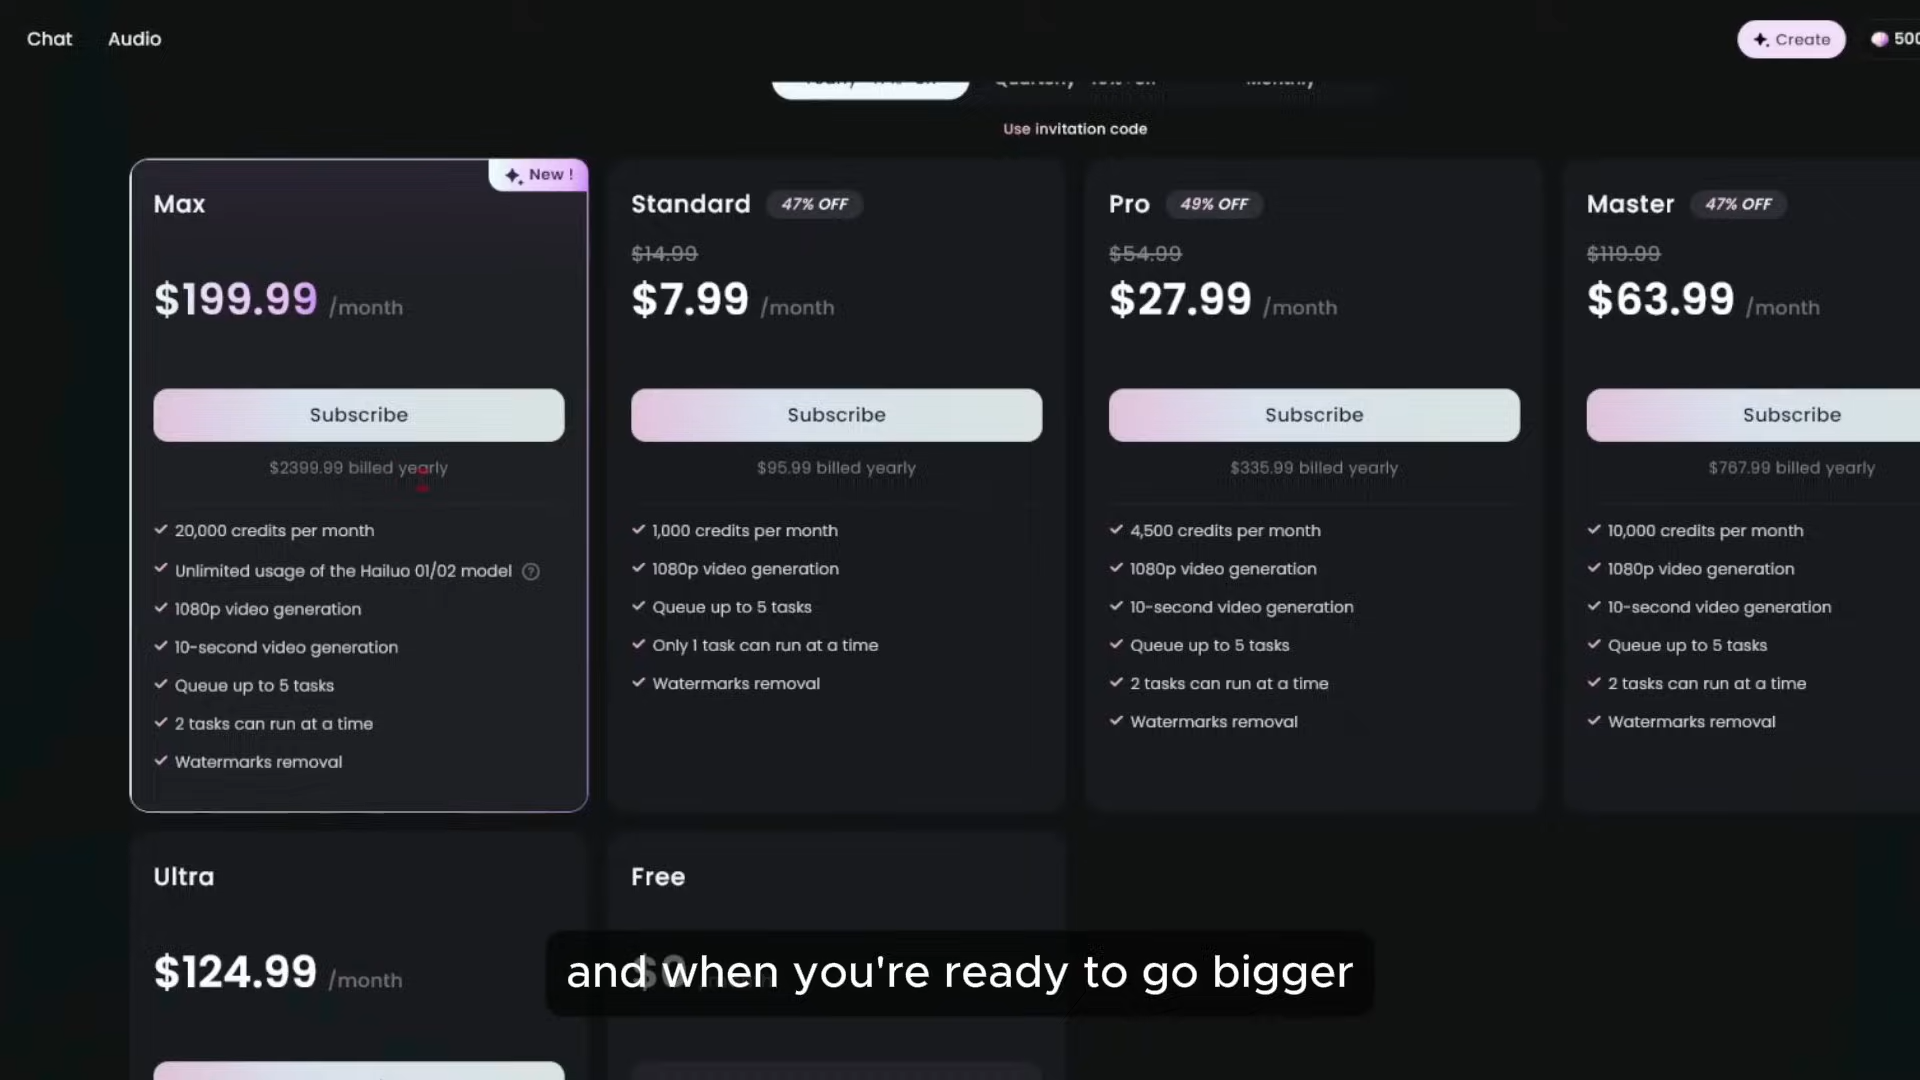 Chat Audio
Create 500
Use invitation code
New !
Max
$199.99 /month
Subscribe
$2399.99 billed yearly
20,000 credits per month
Unlimited usage of the Hailuo 01/02 model
1080p video generation
10-second video generation
Queue up to 5 tasks
2 tasks can run at a time
Watermarks removal
Standard 47% OFF
$14.99
$7.99 /month
Subscribe
$95.99 billed yearly
1,000 credits per month
1080p video generation
Queue up to 5 tasks
Only 1 task can run at a time
Watermarks removal
Pro 49% OFF
$54.99
$27.99 /month
Subscribe
$335.99 billed yearly
4,500 credits per month
1080p video generation
10-second video generation
Queue up to 5 tasks
2 tasks can run at a time
Watermarks removal
Master 47% OFF
$119.99
$63.99 /month
Subscribe
$767.99 billed yearly
10,000 credits per month
1080p video generation
10-second video generation
Queue up to 5 tasks
2 tasks can run at a time
Watermarks removal
Ultra
$124.99 /month
Free
and when you're ready to go bigger